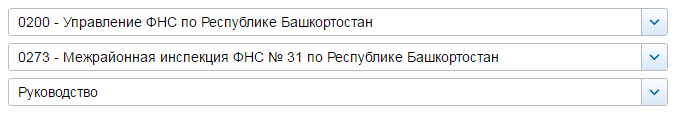 0200 - Управление ФНС по Республике Башкортостан
0273 - Межрайонная инспекция ФНС № 31 по Республике Башкортостан
Руководство